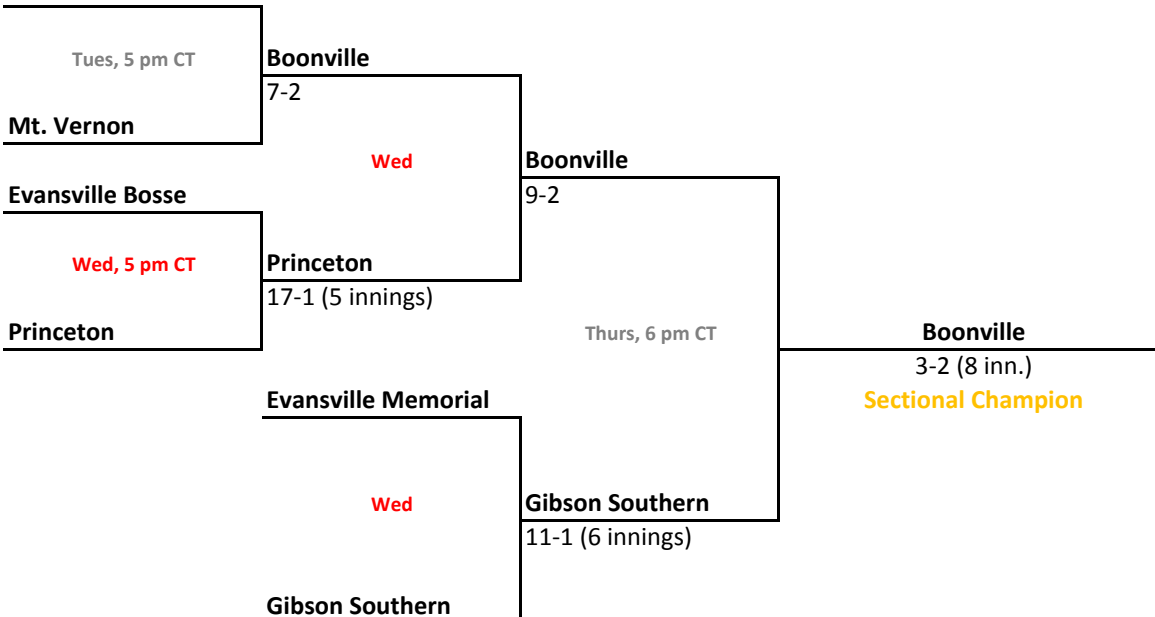 Tues, 5 pm CT
Boonville
7-2
Mt. Vernon
Wed
Boonville
9-2
Evansville Bosse
Wed, 5 pm CT
Princeton
17-1 (5 innings)
Princeton
Thurs, 6 pm CT
Boonville
3-2 (8 inn.)
Sectional Champion
Evansville Memorial
Wed
Gibson Southern
11-1 (6 innings)
Gibson Southern